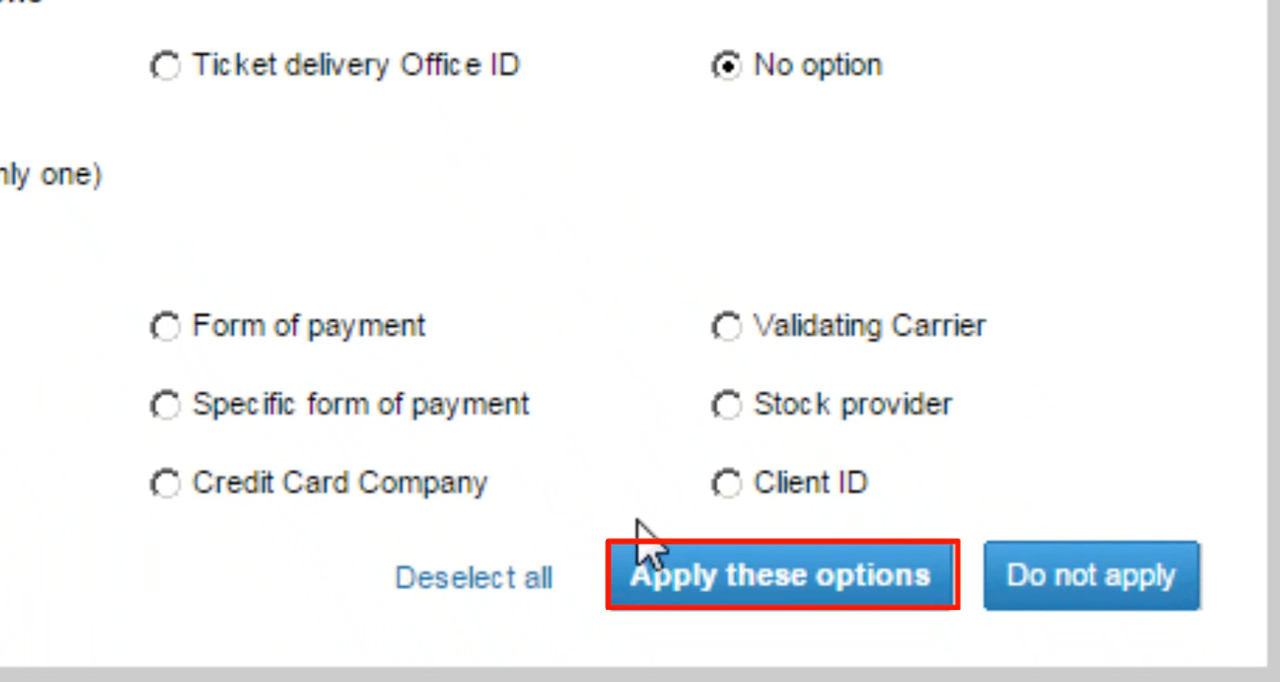 Ticket delivery Office ID No option
nly one)
Form of payment Validating Carrier
Specific form of payment Stock provider
Credit Card Company Client ID
Deselect all Apply these options Do not apply